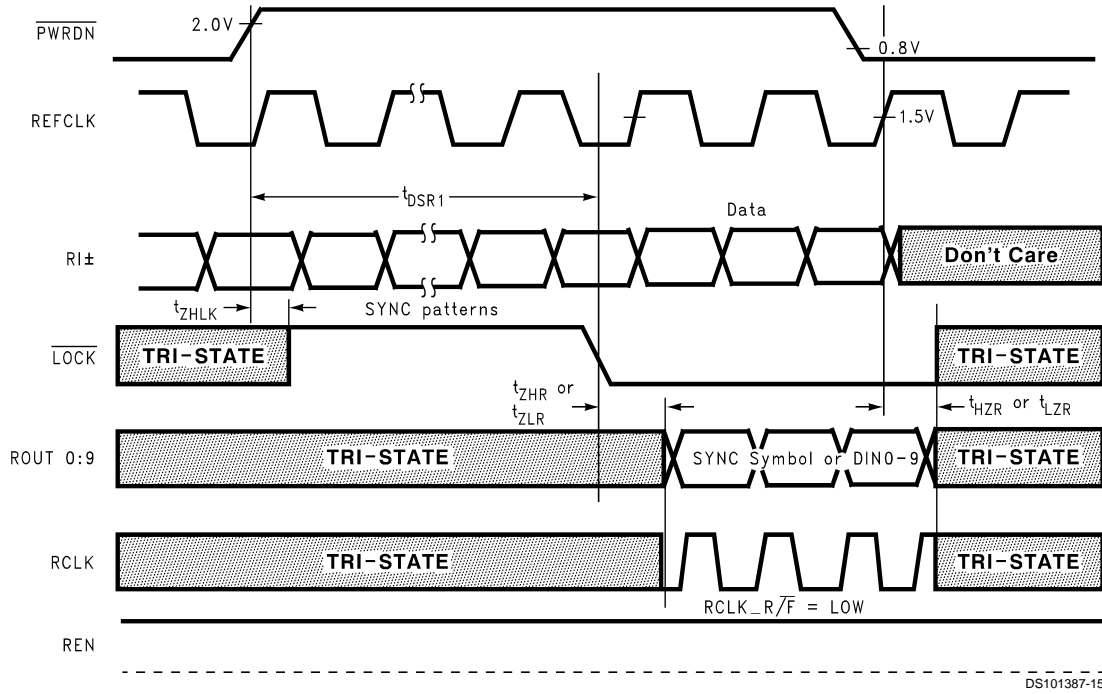 PWRDN
2.0V
0.8V
REFCLK
1.5V
tDSR1
Data
RI±
Don't Care
tZHLK
SYNC patterns
LOCK
TRI-STATE
TRI-STATE
tZHR or
tZLR
tHZR or tLZR
ROUT 0:9
TRI-STATE
SYNC Symbol or DIN0-9
TRI-STATE
RCLK
TRI-STATE
TRI-STATE
RCLK_R/F = LOW
REN
DS101387-15